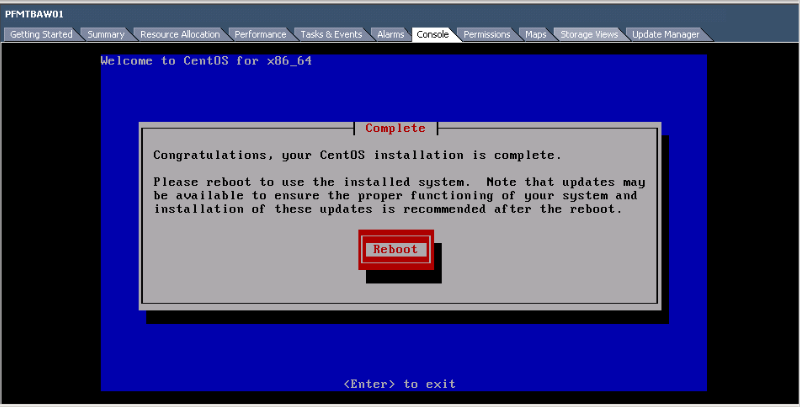 PFMTBAW01
Getting Started Summary Resource Allocation Performance Tasks & Events Alarms Console Permissions Maps Storage Views Update Manager
Welcome to CentOS for x86_64
Complete
Congratulations, your CentOS installation is complete.
Please reboot to use the installed system.  Note that updates may
be available to ensure the proper functioning of your system and
installation of these updates is recommended after the reboot.
Reboot
<Enter> to exit